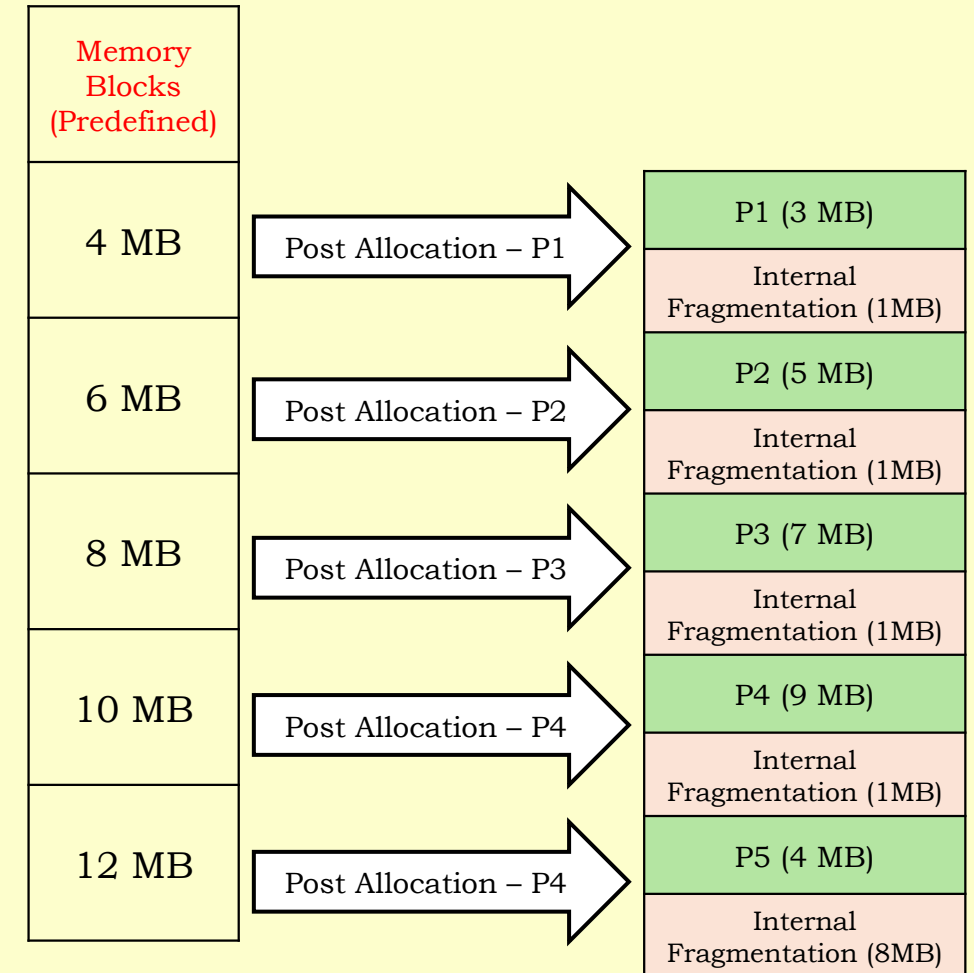 Memory
Blocks
(Predefined)
4 MB
Post Allocation – P1
P1 (3 MB)
Internal
Fragmentation (1MB)
6 MB
Post Allocation – P2
P2 (5 MB)
Internal
Fragmentation (1MB)
8 MB
Post Allocation – P3
P3 (7 MB)
Internal
Fragmentation (1MB)
10 MB
Post Allocation – P4
P4 (9 MB)
Internal
Fragmentation (1MB)
12 MB
Post Allocation – P4
P5 (4 MB)
Internal
Fragmentation (8MB)